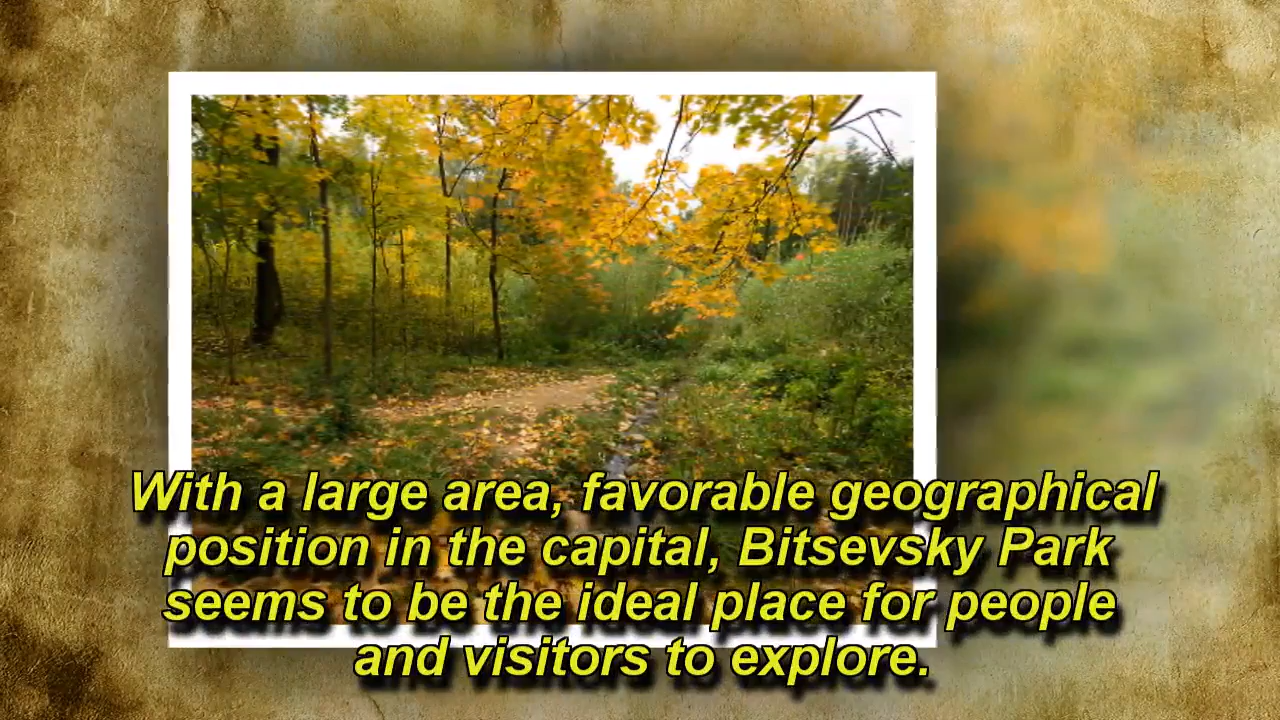 With a large area, favorable geographical
position in the capital, Bitsevsky Park
seems to be the ideal place for people
and visitors to explore.